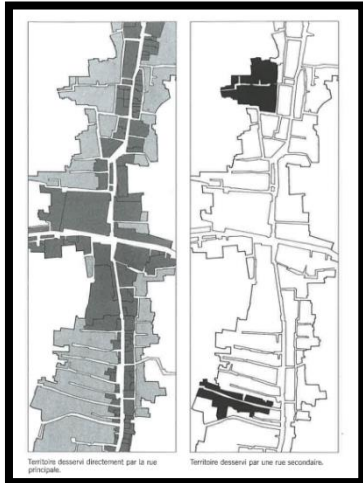 Territoire desservi directement par la rue
principale.
Territoire desservi par une rue secondaire.